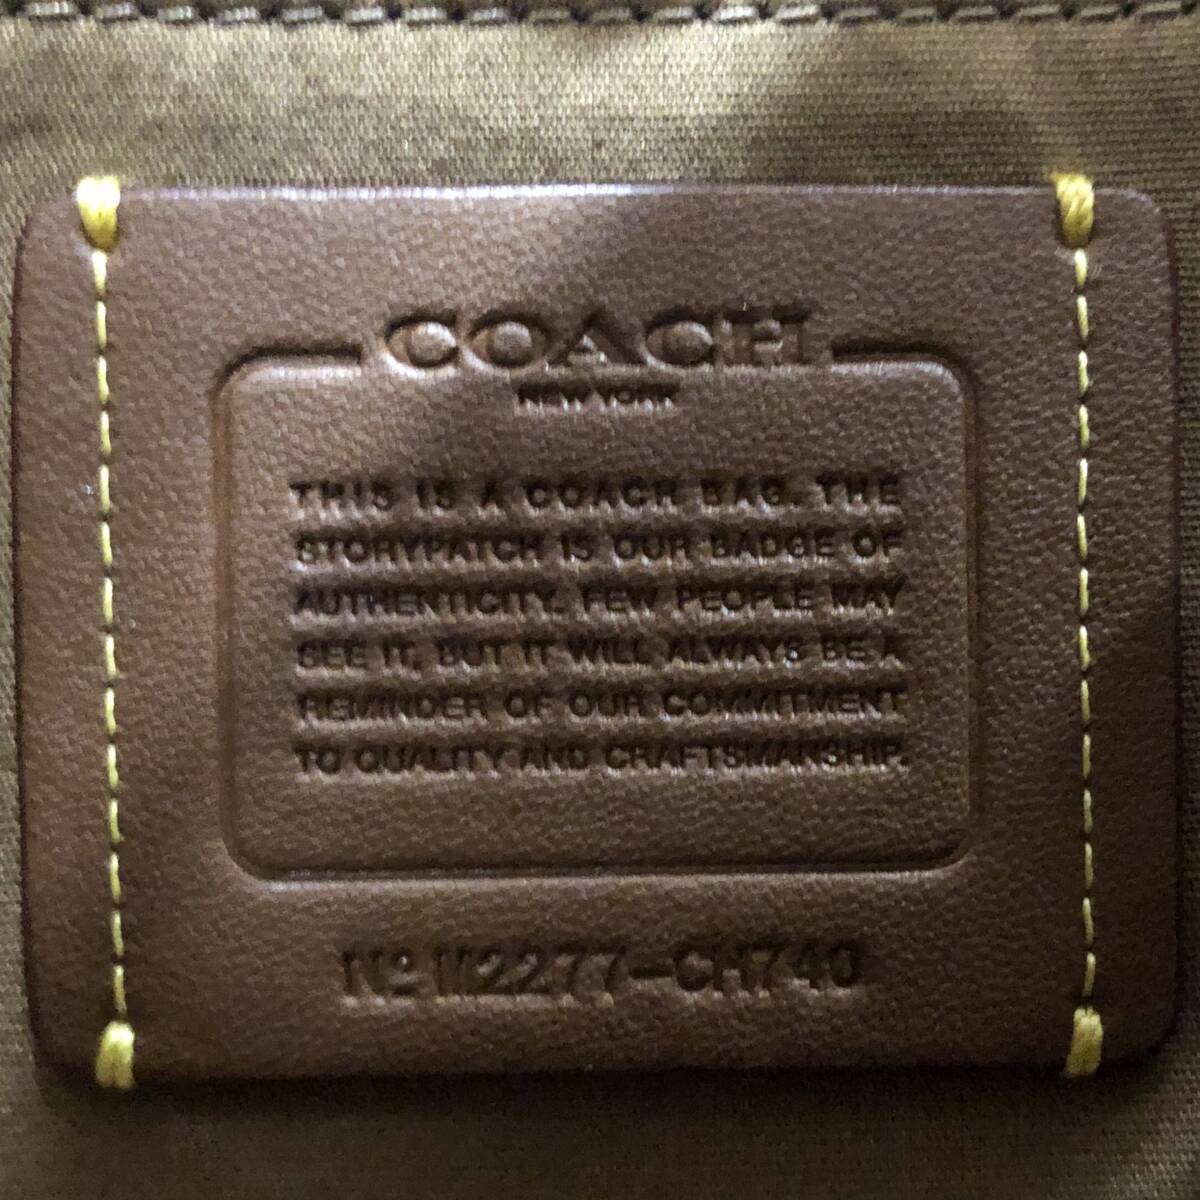 COACH
NEW YORK
THIS IS A COACH BAG. THE
STORYPATCH IS OUR BADGE OF
AUTHENTICITY. FEW PEOPLE MAY
SEE IT, BUT IT WILL ALWAYS BE A
REMINDER OF OUR COMMITMENT
TO QUALITY AND CRAFTSMANSHIP.
Nº M2277-CH740